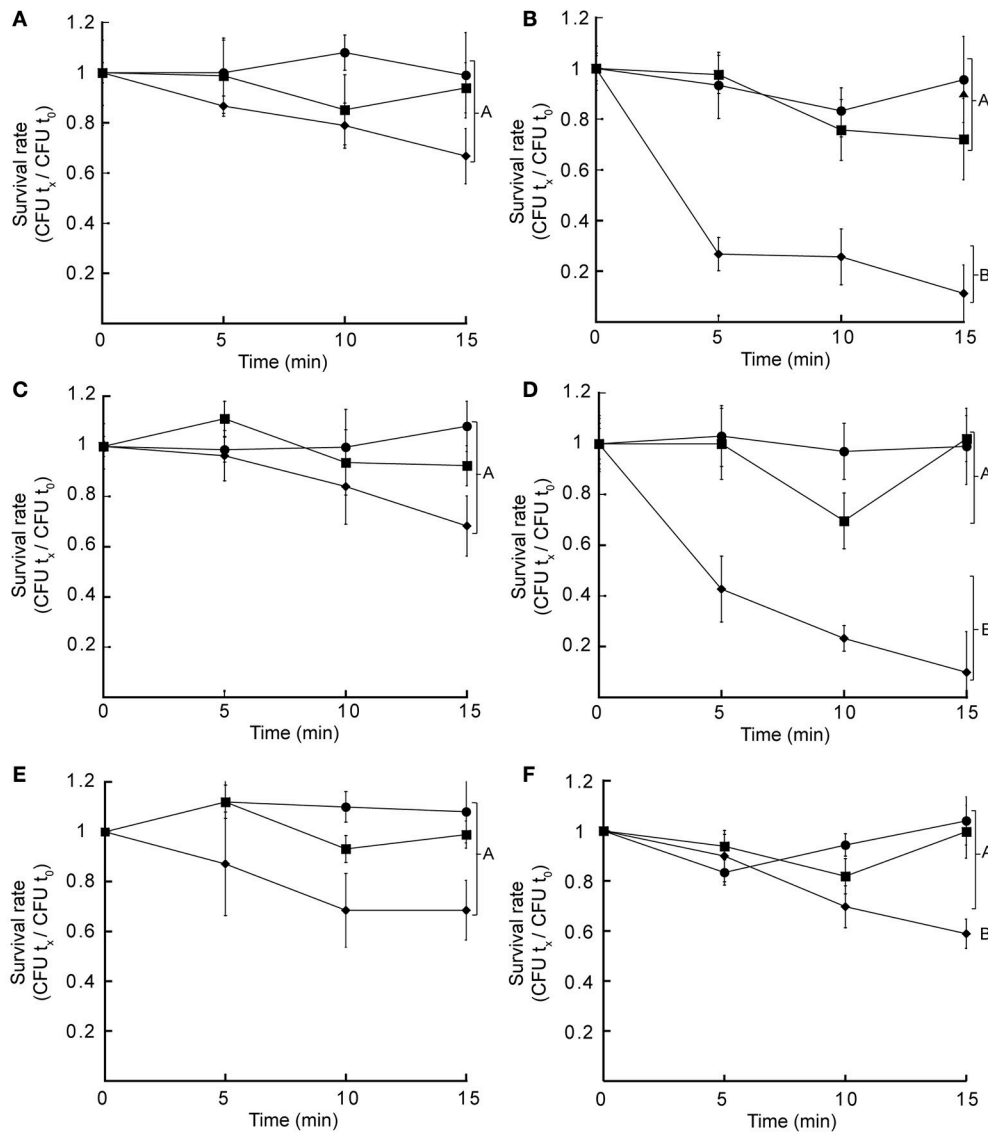 A
1.2
1
0.8
0.6
0.4
0.2
Survival rate
(CFU tx / CFU t0)
0 5 10 15
Time (min)
A
B
1.2
1
0.8
0.6
0.4
0.2
Survival rate
(CFU tx / CFU t0)
0 5 10 15
Time (min)
A
B
C
1.2
1
0.8
0.6
0.4
0.2
Survival rate
(CFU tx / CFU t0)
0 5 10 15
Time (min)
A
D
1.2
1
0.8
0.6
0.4
0.2
Survival rate
(CFU tx / CFU t0)
0 5 10 15
Time (min)
A
B
E
1.2
1
0.8
0.6
0.4
0.2
Survival rate
(CFU tx / CFU t0)
0 5 10 15
Time (min)
A
F
1.2
1
0.8
0.6
0.4
0.2
Survival rate
(CFU tx / CFU t0)
0 5 10 15
Time (min)
A
B